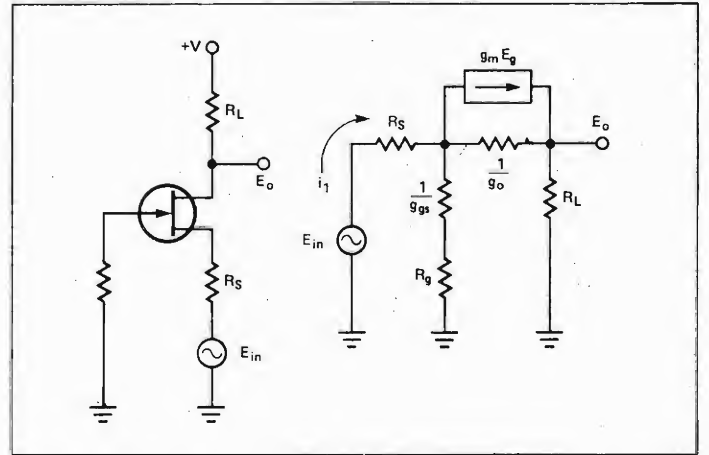 +V
R_L
E_o
R_S
E_in
g_m E_g
R_S
E_o
i_1
1/g_o
1/g_gs
R_L
E_in
R_g